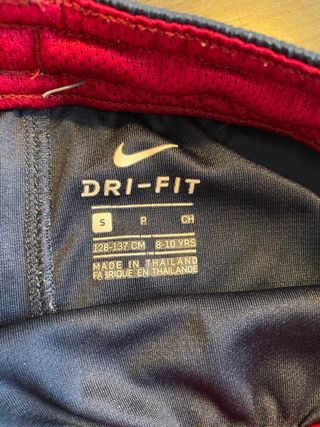 DRI-FIT
S P CH
128-137 CM 8-10 YRS
MADE IN THAILAND
FABRIQUE EN THAILANDE